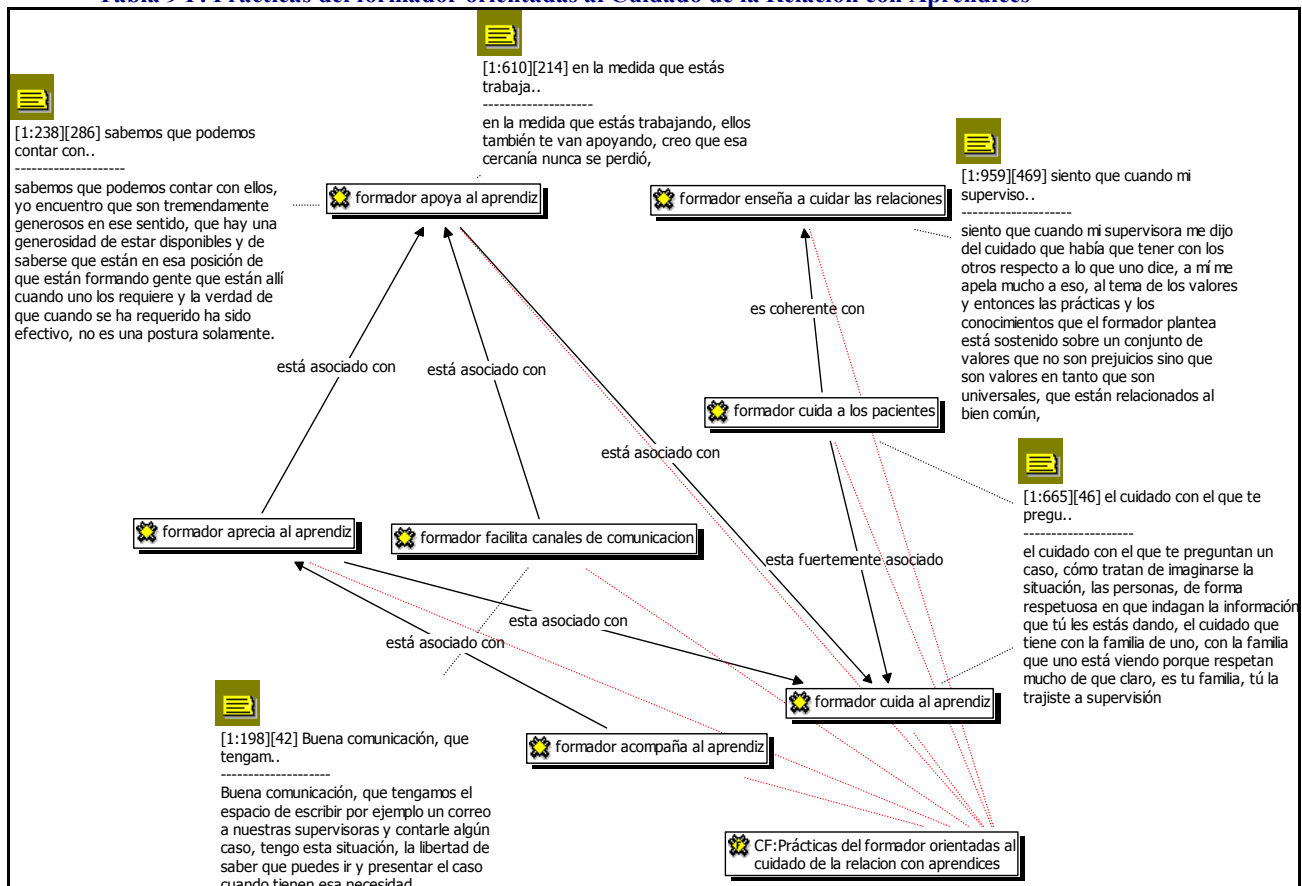 [1:610][214] en la medida que estás
trabaja..
--------------------
en la medida que estás trabajando, ellos
también te van apoyando, creo que esa
cercanía nunca se perdió,
[1:238][286] sabemos que podemos
contar con..
--------------------
sabemos que podemos contar con ellos,
yo encuentro que son tremendamente
generosos en ese sentido, que hay una
generosidad de estar disponibles y de
saberse que están en esa posición de
que están formando gente que están allí
cuando uno los requiere y la verdad de
que cuando se ha requerido ha sido
efectivo, no es una postura solamente.
[1:959][469] siento que cuando mi
superviso..
--------------------
siento que cuando mi supervisora me dijo
del cuidado que había que tener con los
otros respecto a lo que uno dice, a mí me
apela mucho a eso, al tema de los valores
y entonces las prácticas y los
conocimientos que el formador plantea
está sostenido sobre un conjunto de
valores que no son prejuicios sino que
son valores en tanto que son
universales, que están relacionados al
bien común,
formador apoya al aprendiz
formador enseña a cuidar las relaciones
es coherente con
está asociado con
está asociado con
formador cuida a los pacientes
está asociado con
[1:665][46] el cuidado con el que te
pregu..
--------------------
el cuidado con el que te preguntan un
caso, cómo tratan de imaginarse la
situación, las personas, de forma
respetuosa en que indagan la información
que tú les estás dando, el cuidado que
tiene con la familia de uno, con la familia
que uno está viendo porque respetan
mucho de que claro, es tu familia, tú la
trajiste a supervisión
formador aprecia al aprendiz
formador facilita canales de comunicacion
esta fuertemente asociado
esta asociado con
está asociado con
formador cuida al aprendiz
formador acompaña al aprendiz
[1:198][42] Buena comunicación, que
tengam..
--------------------
Buena comunicación, que tengamos el
espacio de escribir por ejemplo un correo
a nuestras supervisoras y contarle algún
caso, tengo esta situación, la libertad de
saber que puedes ir y presentar el caso
cuando tienen esa necesidad
CF:Prácticas del formador orientadas al
cuidado de la relacion con aprendices